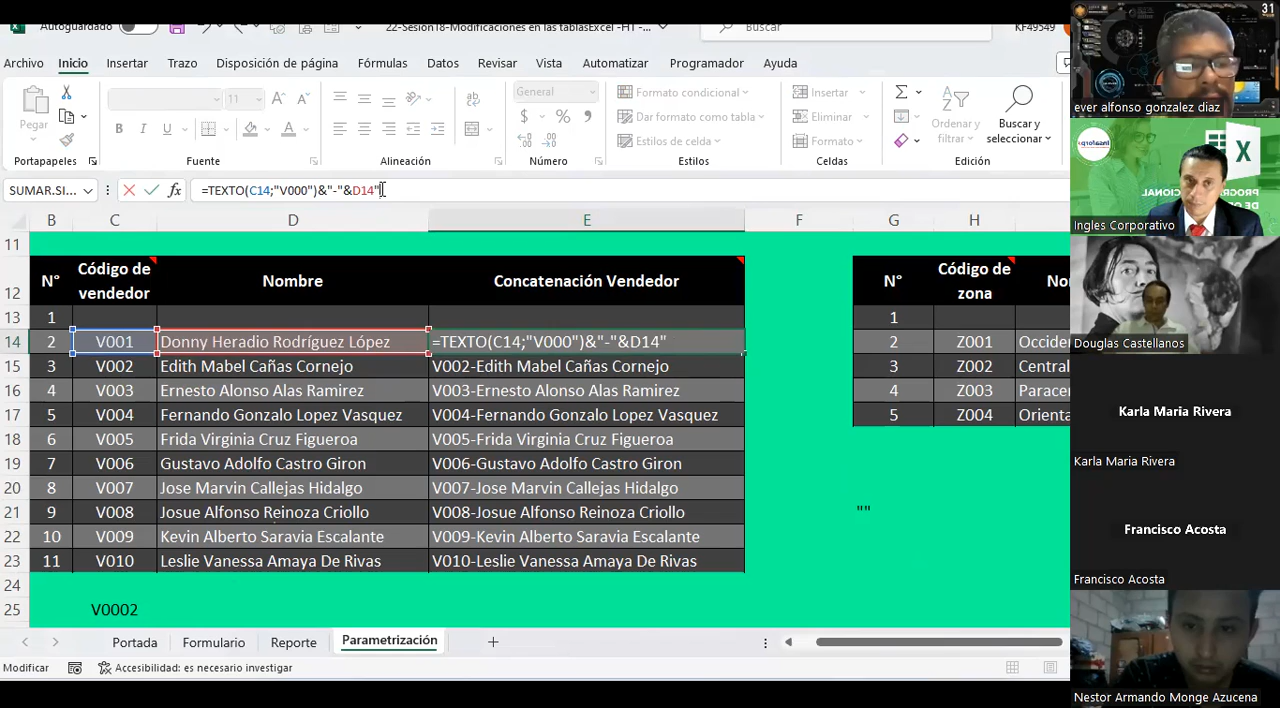 Autoguardado
22-Sesión18-Modificaciones en las tablasExcel -HT -...
Buscar
KF49549
31
Archivo Inicio Insertar Trazo Disposición de página Fórmulas Datos Revisar Vista Automatizar Programador Ayuda
Pegar
11
N K S
General
Formato condicional
Dar formato como tabla
Estilos de celda
Insertar
Eliminar
Formato
Ordenar y filtrar
Buscar y seleccionar
Portapapeles Fuente Alineación Número Estilos Celdas Edición
SUMAR.SI... fx =TEXTO(C14;"V000")&"-"&D14"
B C D E F G H
11
12 N° Código de vendedor Nombre Concatenación Vendedor N° Código de zona
13 1 1
14 2 V001 Donny Heradio Rodríguez López =TEXTO(C14;"V000")&"-"&D14" 2 Z001
15 3 V002 Edith Mabel Cañas Cornejo V002-Edith Mabel Cañas Cornejo 3 Z002 Central
16 4 V003 Ernesto Alonso Alas Ramirez V003-Ernesto Alonso Alas Ramirez 4 Z003
17 5 V004 Fernando Gonzalo Lopez Vasquez V004-Fernando Gonzalo Lopez Vasquez 5 Z004
18 6 V005 Frida Virginia Cruz Figueroa V005-Frida Virginia Cruz Figueroa
19 7 V006 Gustavo Adolfo Castro Giron V006-Gustavo Adolfo Castro Giron
20 8 V007 Jose Marvin Callejas Hidalgo V007-Jose Marvin Callejas Hidalgo
21 9 V008 Josue Alfonso Reinoza Criollo V008-Josue Alfonso Reinoza Criollo ""
22 10 V009 Kevin Alberto Saravia Escalante V009-Kevin Alberto Saravia Escalante
23 11 V010 Leslie Vanessa Amaya De Rivas V010-Leslie Vanessa Amaya De Rivas
24
25 V0002
Portada Formulario Reporte Parametrización
Modificar Accesibilidad: es necesario investigar
ever alfonso gonzalez diaz
Insaforp
Ingles Corporativo
Douglas Castellanos
Karla Maria Rivera
Karla Maria Rivera
Francisco Acosta
Francisco Acosta
Nestor Armando Monge Azucena